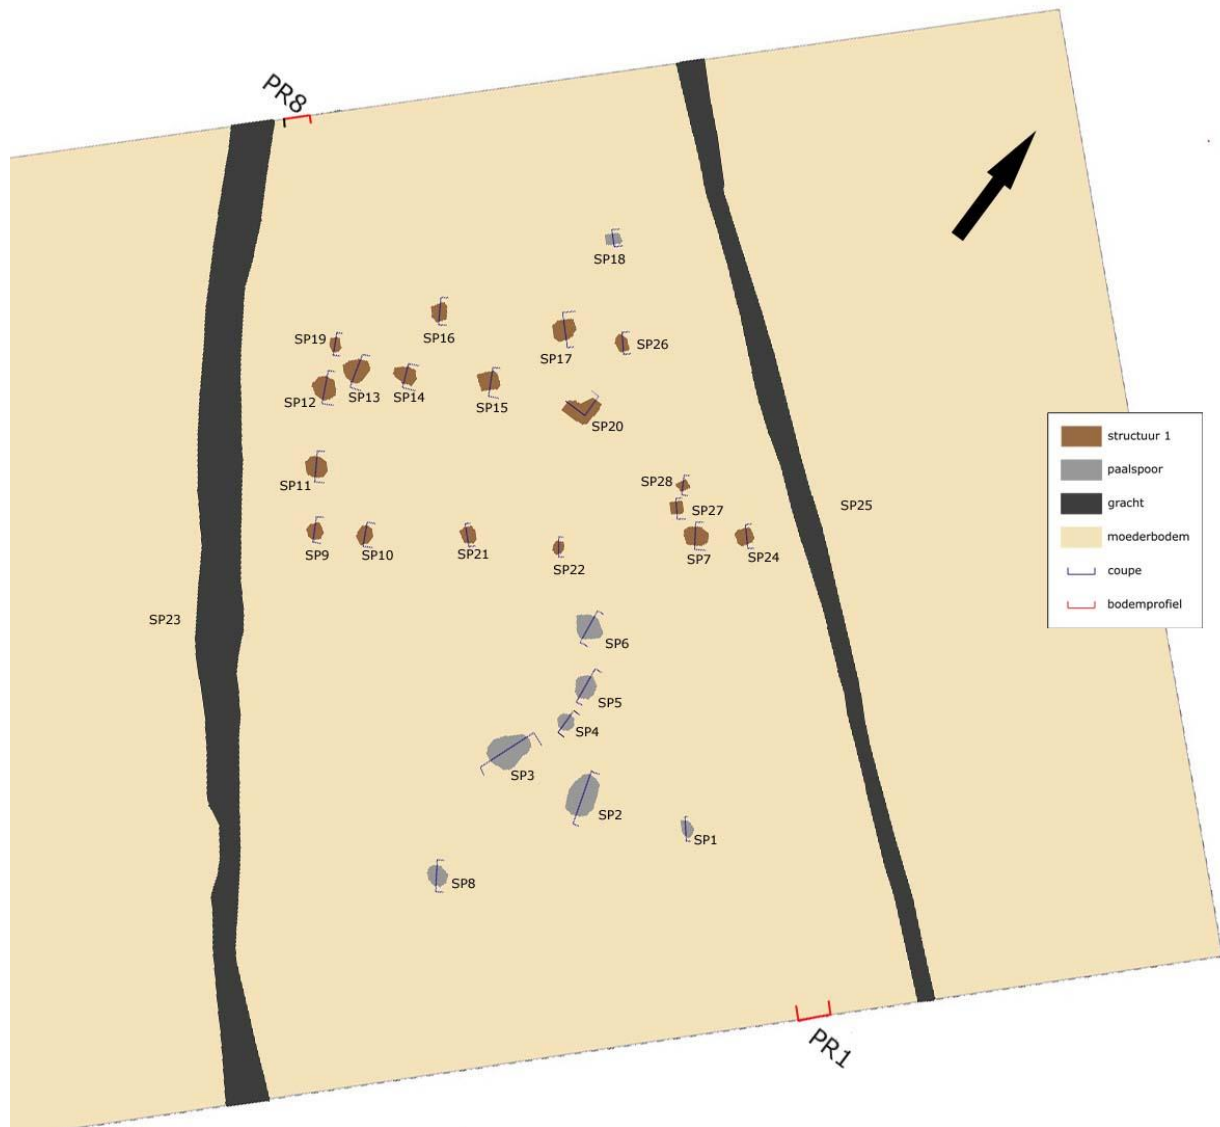 PR8
SP18
SP16
SP19
SP17
SP26
SP13
SP14
SP12
SP15
SP20
structuur 1
paalspoor
gracht
moederbodem
coupe
bodemprofiel
SP28
SP11
SP27
SP25
SP9
SP10
SP21
SP22
SP7
SP24
SP23
SP6
SP5
SP4
SP3
SP2
SP1
SP8
PR1